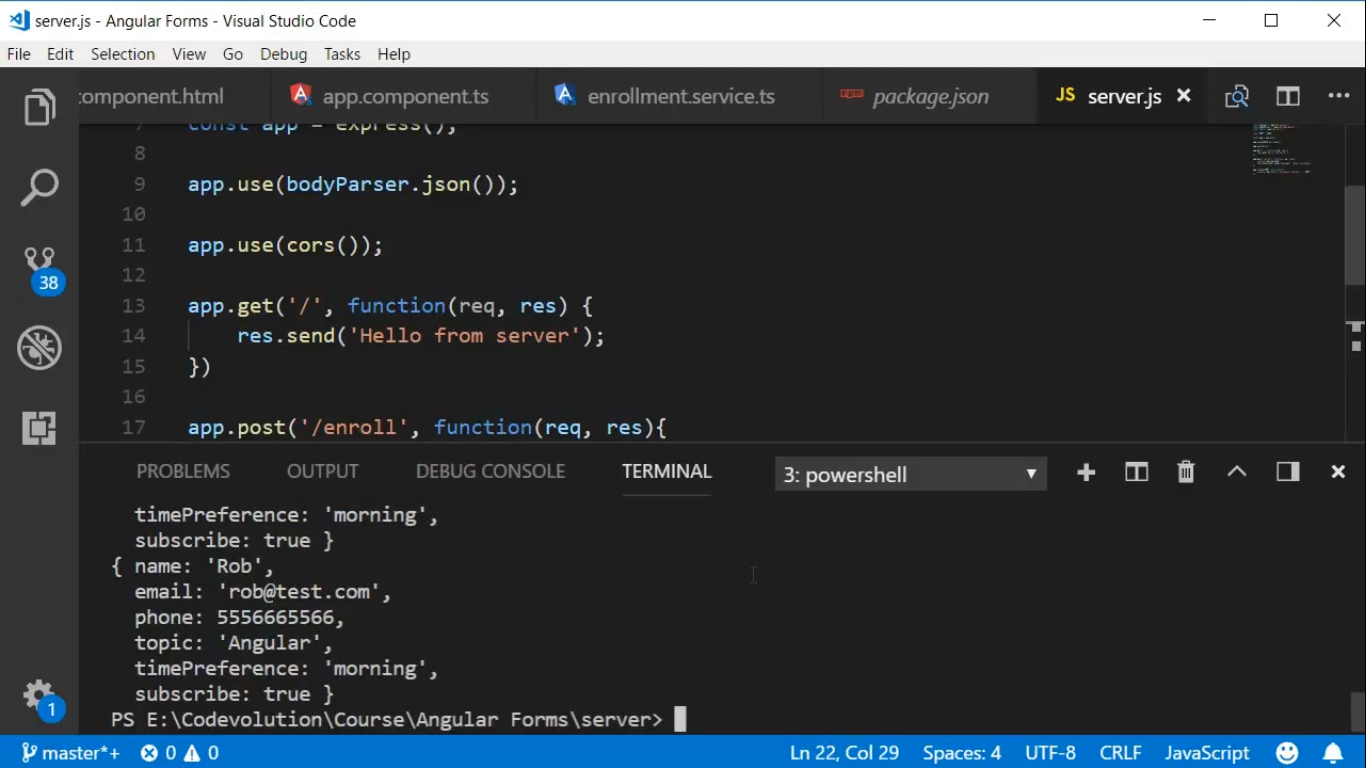 server.js - Angular Forms - Visual Studio Code
File Edit Selection View Go Debug Tasks Help
component.html app.component.ts enrollment.service.ts package.json JS server.js
7 const app = express();
8
9 app.use(bodyParser.json());
10
11 app.use(cors());
12
13 app.get('/', function(req, res) {
14 res.send('Hello from server');
15 })
16
17 app.post('/enroll', function(req, res){
38
PROBLEMS OUTPUT DEBUG CONSOLE TERMINAL 3: powershell
timePreference: 'morning',
subscribe: true }
{ name: 'Rob',
email: 'rob@test.com',
phone: 5556665566,
topic: 'Angular',
timePreference: 'morning',
subscribe: true }
1
PS E:\Codevolution\Course\Angular Forms\server>
master*+ 0 0 Ln 22, Col 29 Spaces: 4 UTF-8 CRLF JavaScript